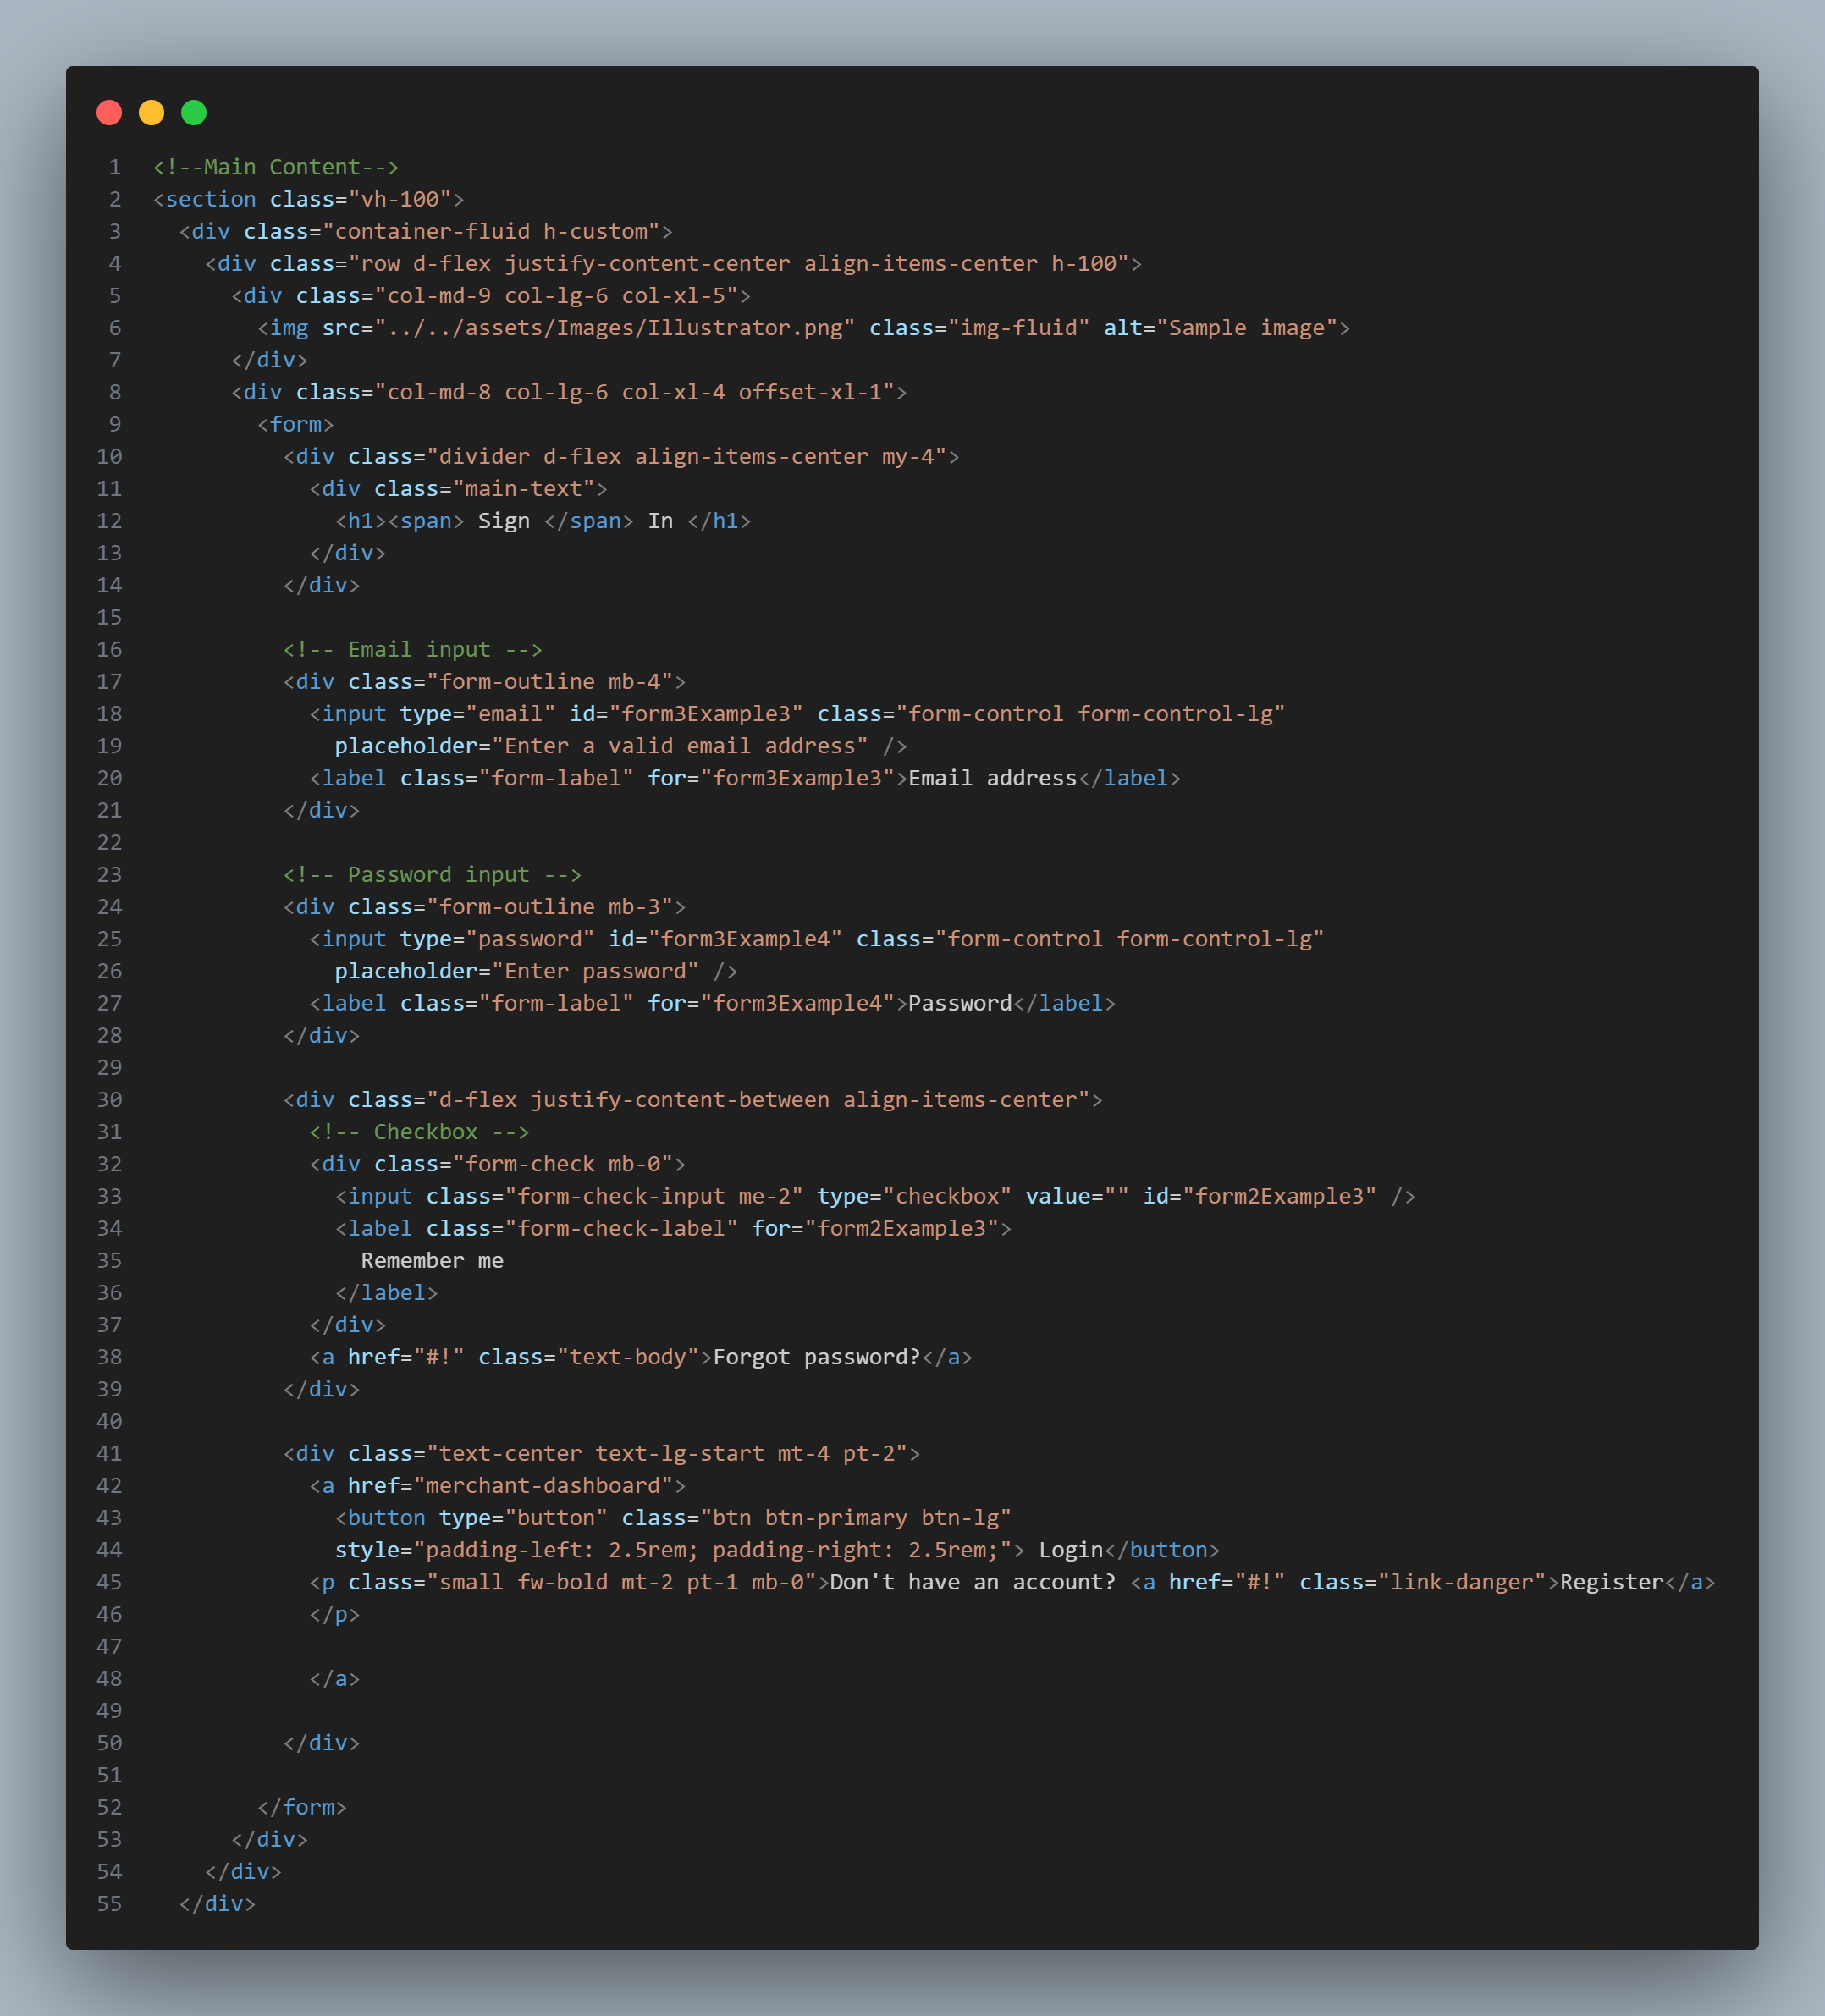 1 <!--Main Content-->
2 <section class="vh-100">
3   <div class="container-fluid h-custom">
4     <div class="row d-flex justify-content-center align-items-center h-100">
5       <div class="col-md-9 col-lg-6 col-xl-5">
6         <img src="../../assets/Images/Illustrator.png" class="img-fluid" alt="Sample image">
7       </div>
8       <div class="col-md-8 col-lg-6 col-xl-4 offset-xl-1">
9         <form>
10           <div class="divider d-flex align-items-center my-4">
11             <div class="main-text">
12               <h1><span> Sign </span> In </h1>
13             </div>
14           </div>
15
16           <!-- Email input -->
17           <div class="form-outline mb-4">
18             <input type="email" id="form3Example3" class="form-control form-control-lg"
19               placeholder="Enter a valid email address" />
20             <label class="form-label" for="form3Example3">Email address</label>
21           </div>
22
23           <!-- Password input -->
24           <div class="form-outline mb-3">
25             <input type="password" id="form3Example4" class="form-control form-control-lg"
26               placeholder="Enter password" />
27             <label class="form-label" for="form3Example4">Password</label>
28           </div>
29
30           <div class="d-flex justify-content-between align-items-center">
31             <!-- Checkbox -->
32             <div class="form-check mb-0">
33               <input class="form-check-input me-2" type="checkbox" value="" id="form2Example3" />
34               <label class="form-check-label" for="form2Example3">
35                 Remember me
36               </label>
37             </div>
38             <a href="#!" class="text-body">Forgot password?</a>
39           </div>
40
41           <div class="text-center text-lg-start mt-4 pt-2">
42             <a href="merchant-dashboard">
43               <button type="button" class="btn btn-primary btn-lg"
44               style="padding-left: 2.5rem; padding-right: 2.5rem;"> Login</button>
45             <p class="small fw-bold mt-2 pt-1 mb-0">Don't have an account? <a href="#!" class="link-danger">Register</a>
46             </p>
47
48             </a>
49
50           </div>
51
52         </form>
53       </div>
54     </div>
55   </div>